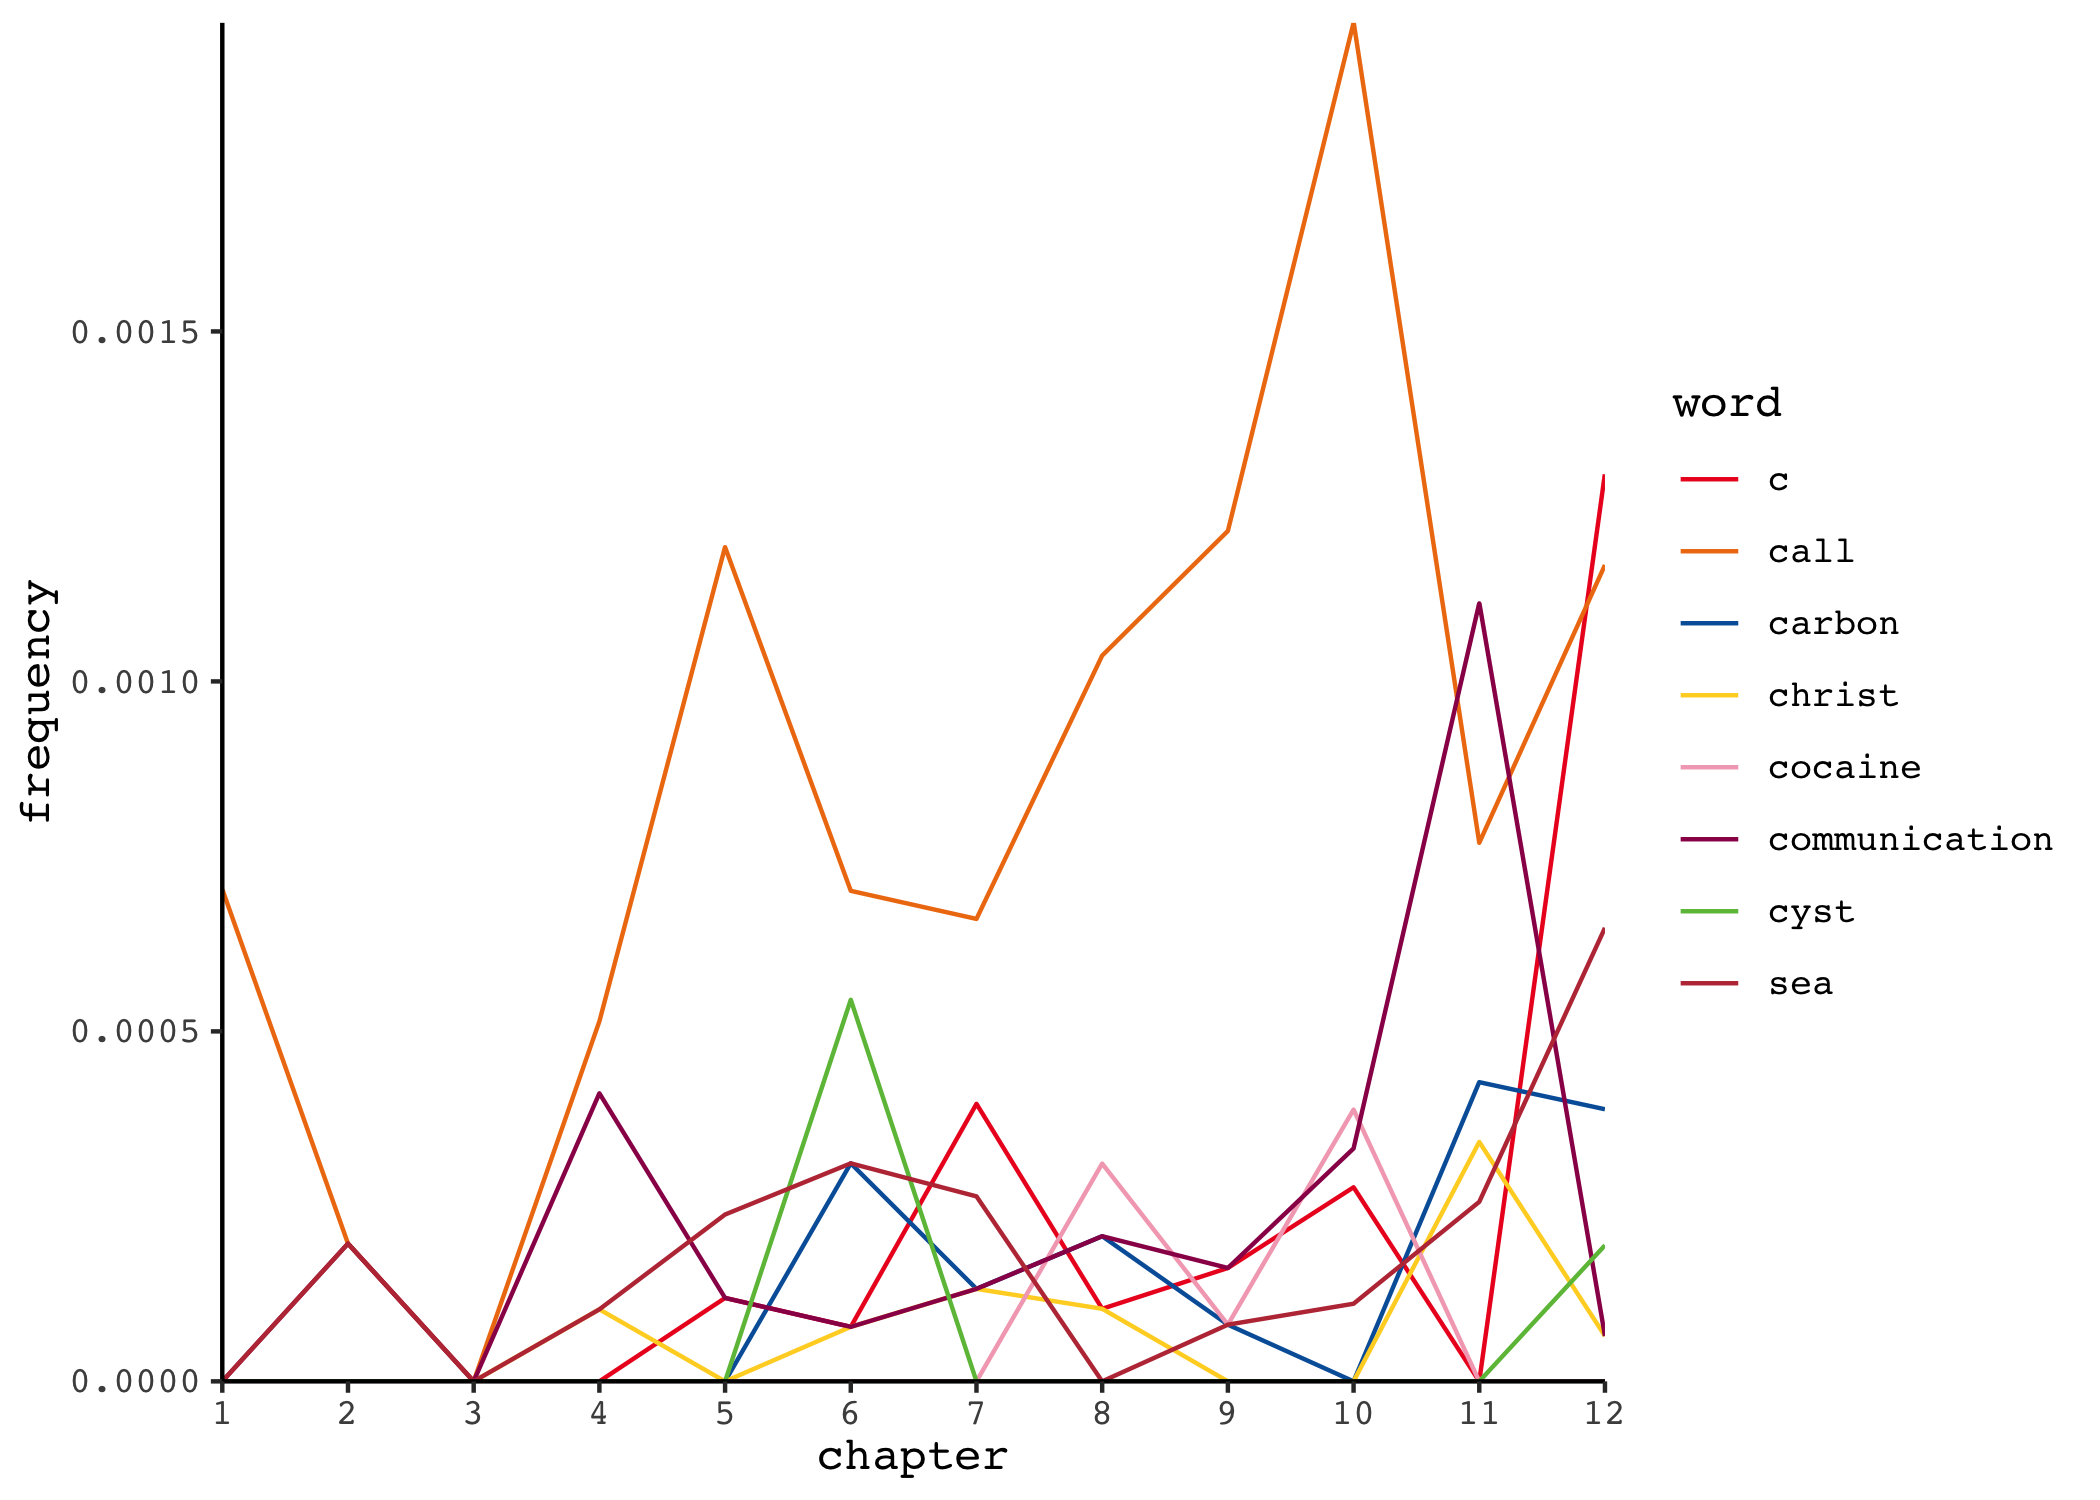 frequency
0.0015
0.0010
0.0005
0.0000
1 2 3 4 5 6 7 8 9 10 11 12
chapter
word
c
call
carbon
christ
cocaine
communication
cyst
sea